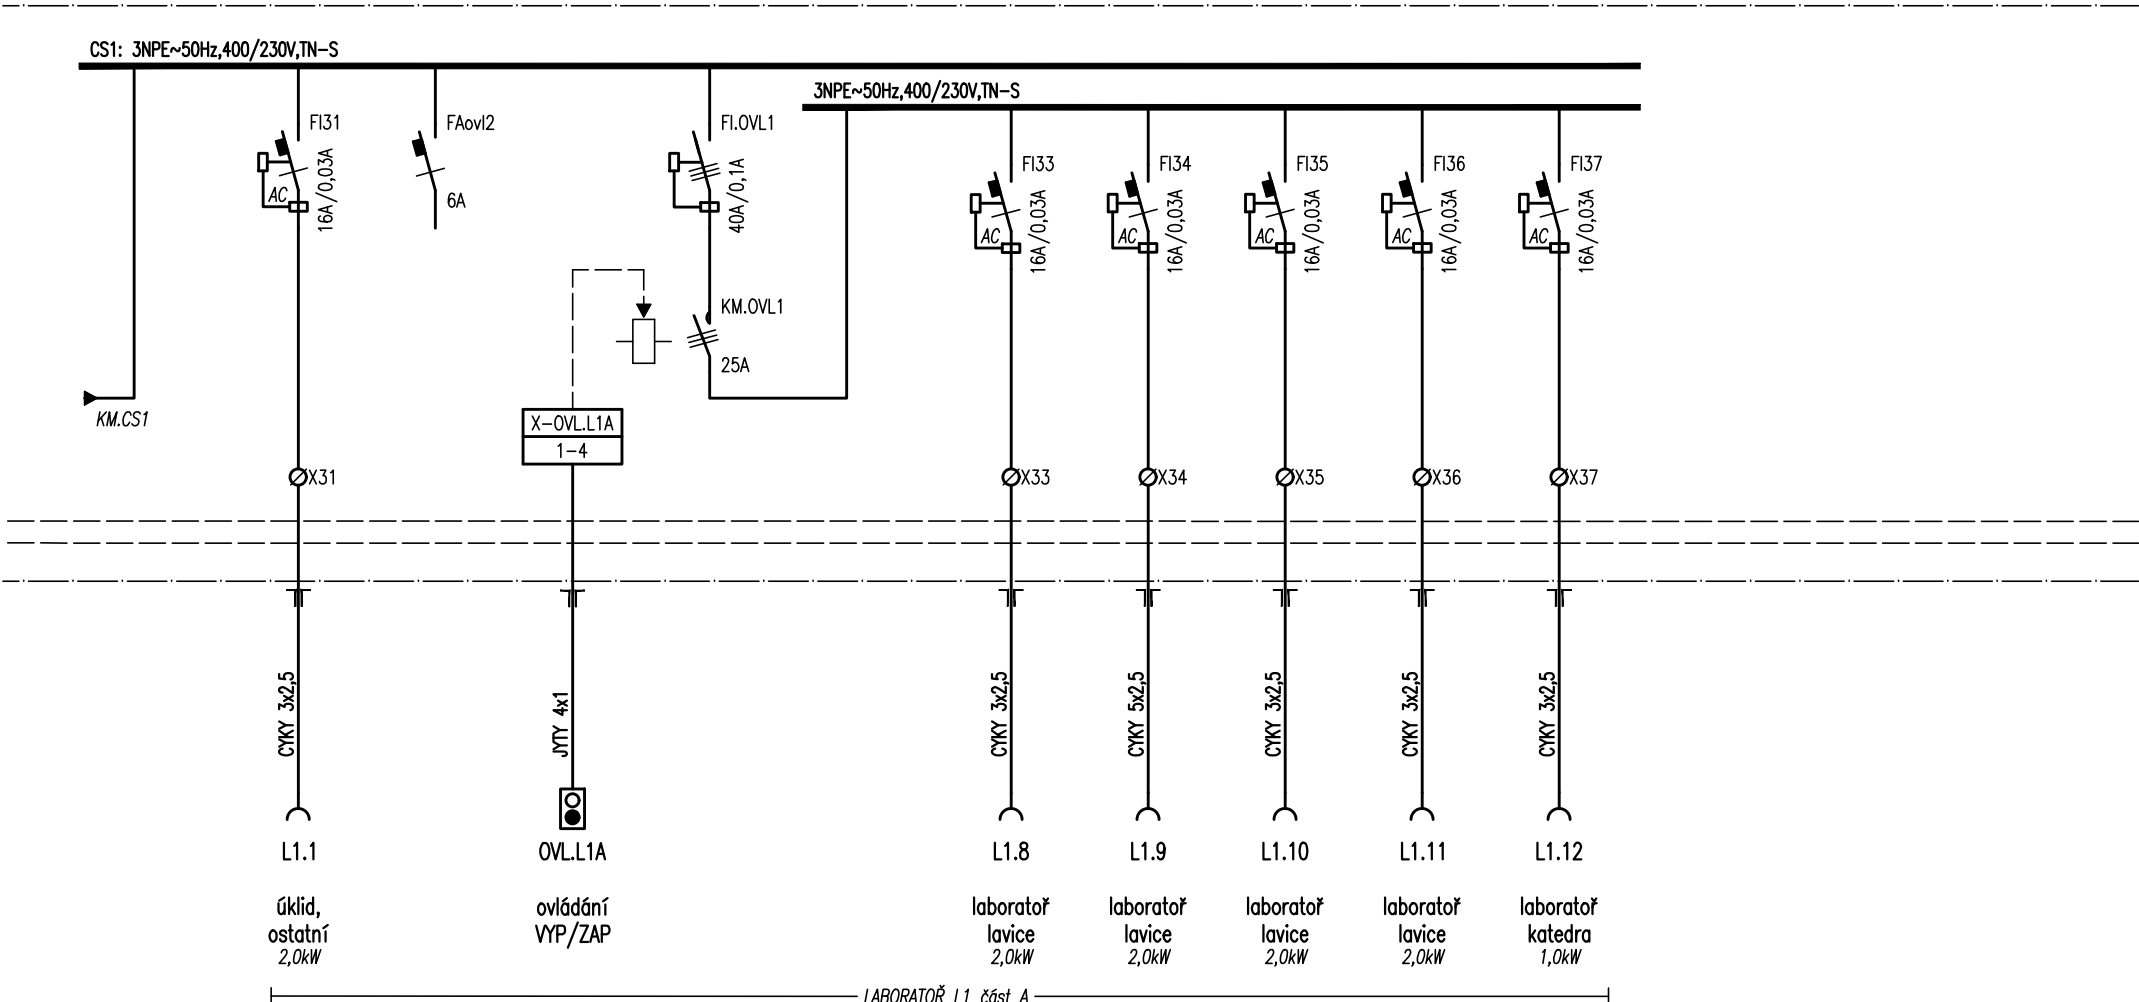 CS1: 3NPE~50Hz,400/230V,TN-S
3NPE~50Hz,400/230V,TN-S
FI31
16A/0,03A
AC
FAovl2
6A
FI.OVL1
40A/0,1A
KM.OVL1
25A
FI33
16A/0,03A
AC
FI34
16A/0,03A
AC
FI35
16A/0,03A
AC
FI36
16A/0,03A
AC
FI37
16A/0,03A
AC
KM.CS1
X-OVL.L1A
1-4
X31
X33
X34
X35
X36
X37
CYKY 3x2,5
JYTY 4x1
CYKY 3x2,5
CYKY 5x2,5
CYKY 3x2,5
CYKY 3x2,5
CYKY 3x2,5
L1.1
úklid,
ostatní
2,0kW
OVL.L1A
ovládání
VYP/ZAP
L1.8
laboratoř
lavice
2,0kW
L1.9
laboratoř
lavice
2,0kW
L1.10
laboratoř
lavice
2,0kW
L1.11
laboratoř
lavice
2,0kW
L1.12
laboratoř
katedra
1,0kW
LABORATOŘ L1 část A